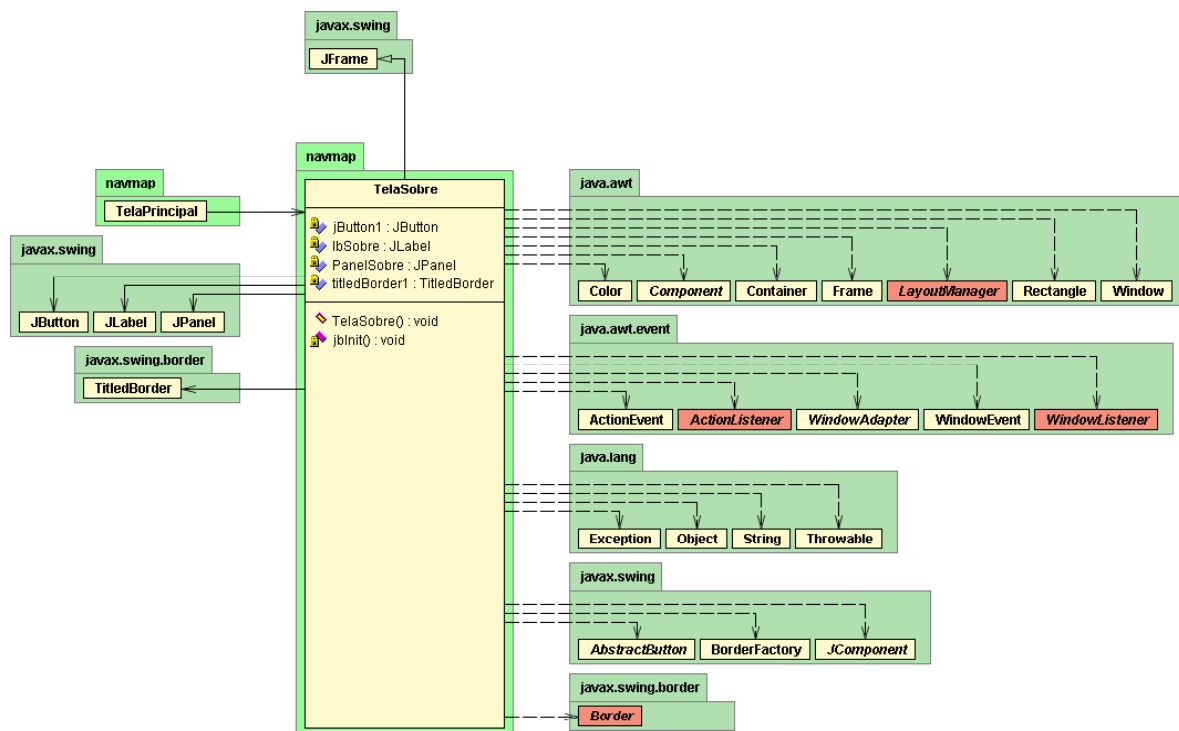 javax.swing
JFrame
navmap
TelaPrincipal
navmap
TelaSobre
jButton1 : JButton
lbSobre : JLabel
PanelSobre : JPanel
titledBorder1 : TitledBorder
TelaSobre() : void
jbInit() : void
javax.swing
JButton JLabel JPanel
javax.swing.border
TitledBorder
java.awt
Color Component Container Frame LayoutManager Rectangle Window
java.awt.event
ActionEvent ActionListener WindowAdapter WindowEvent WindowListener
java.lang
Exception Object String Throwable
javax.swing
AbstractButton BorderFactory JComponent
javax.swing.border
Border